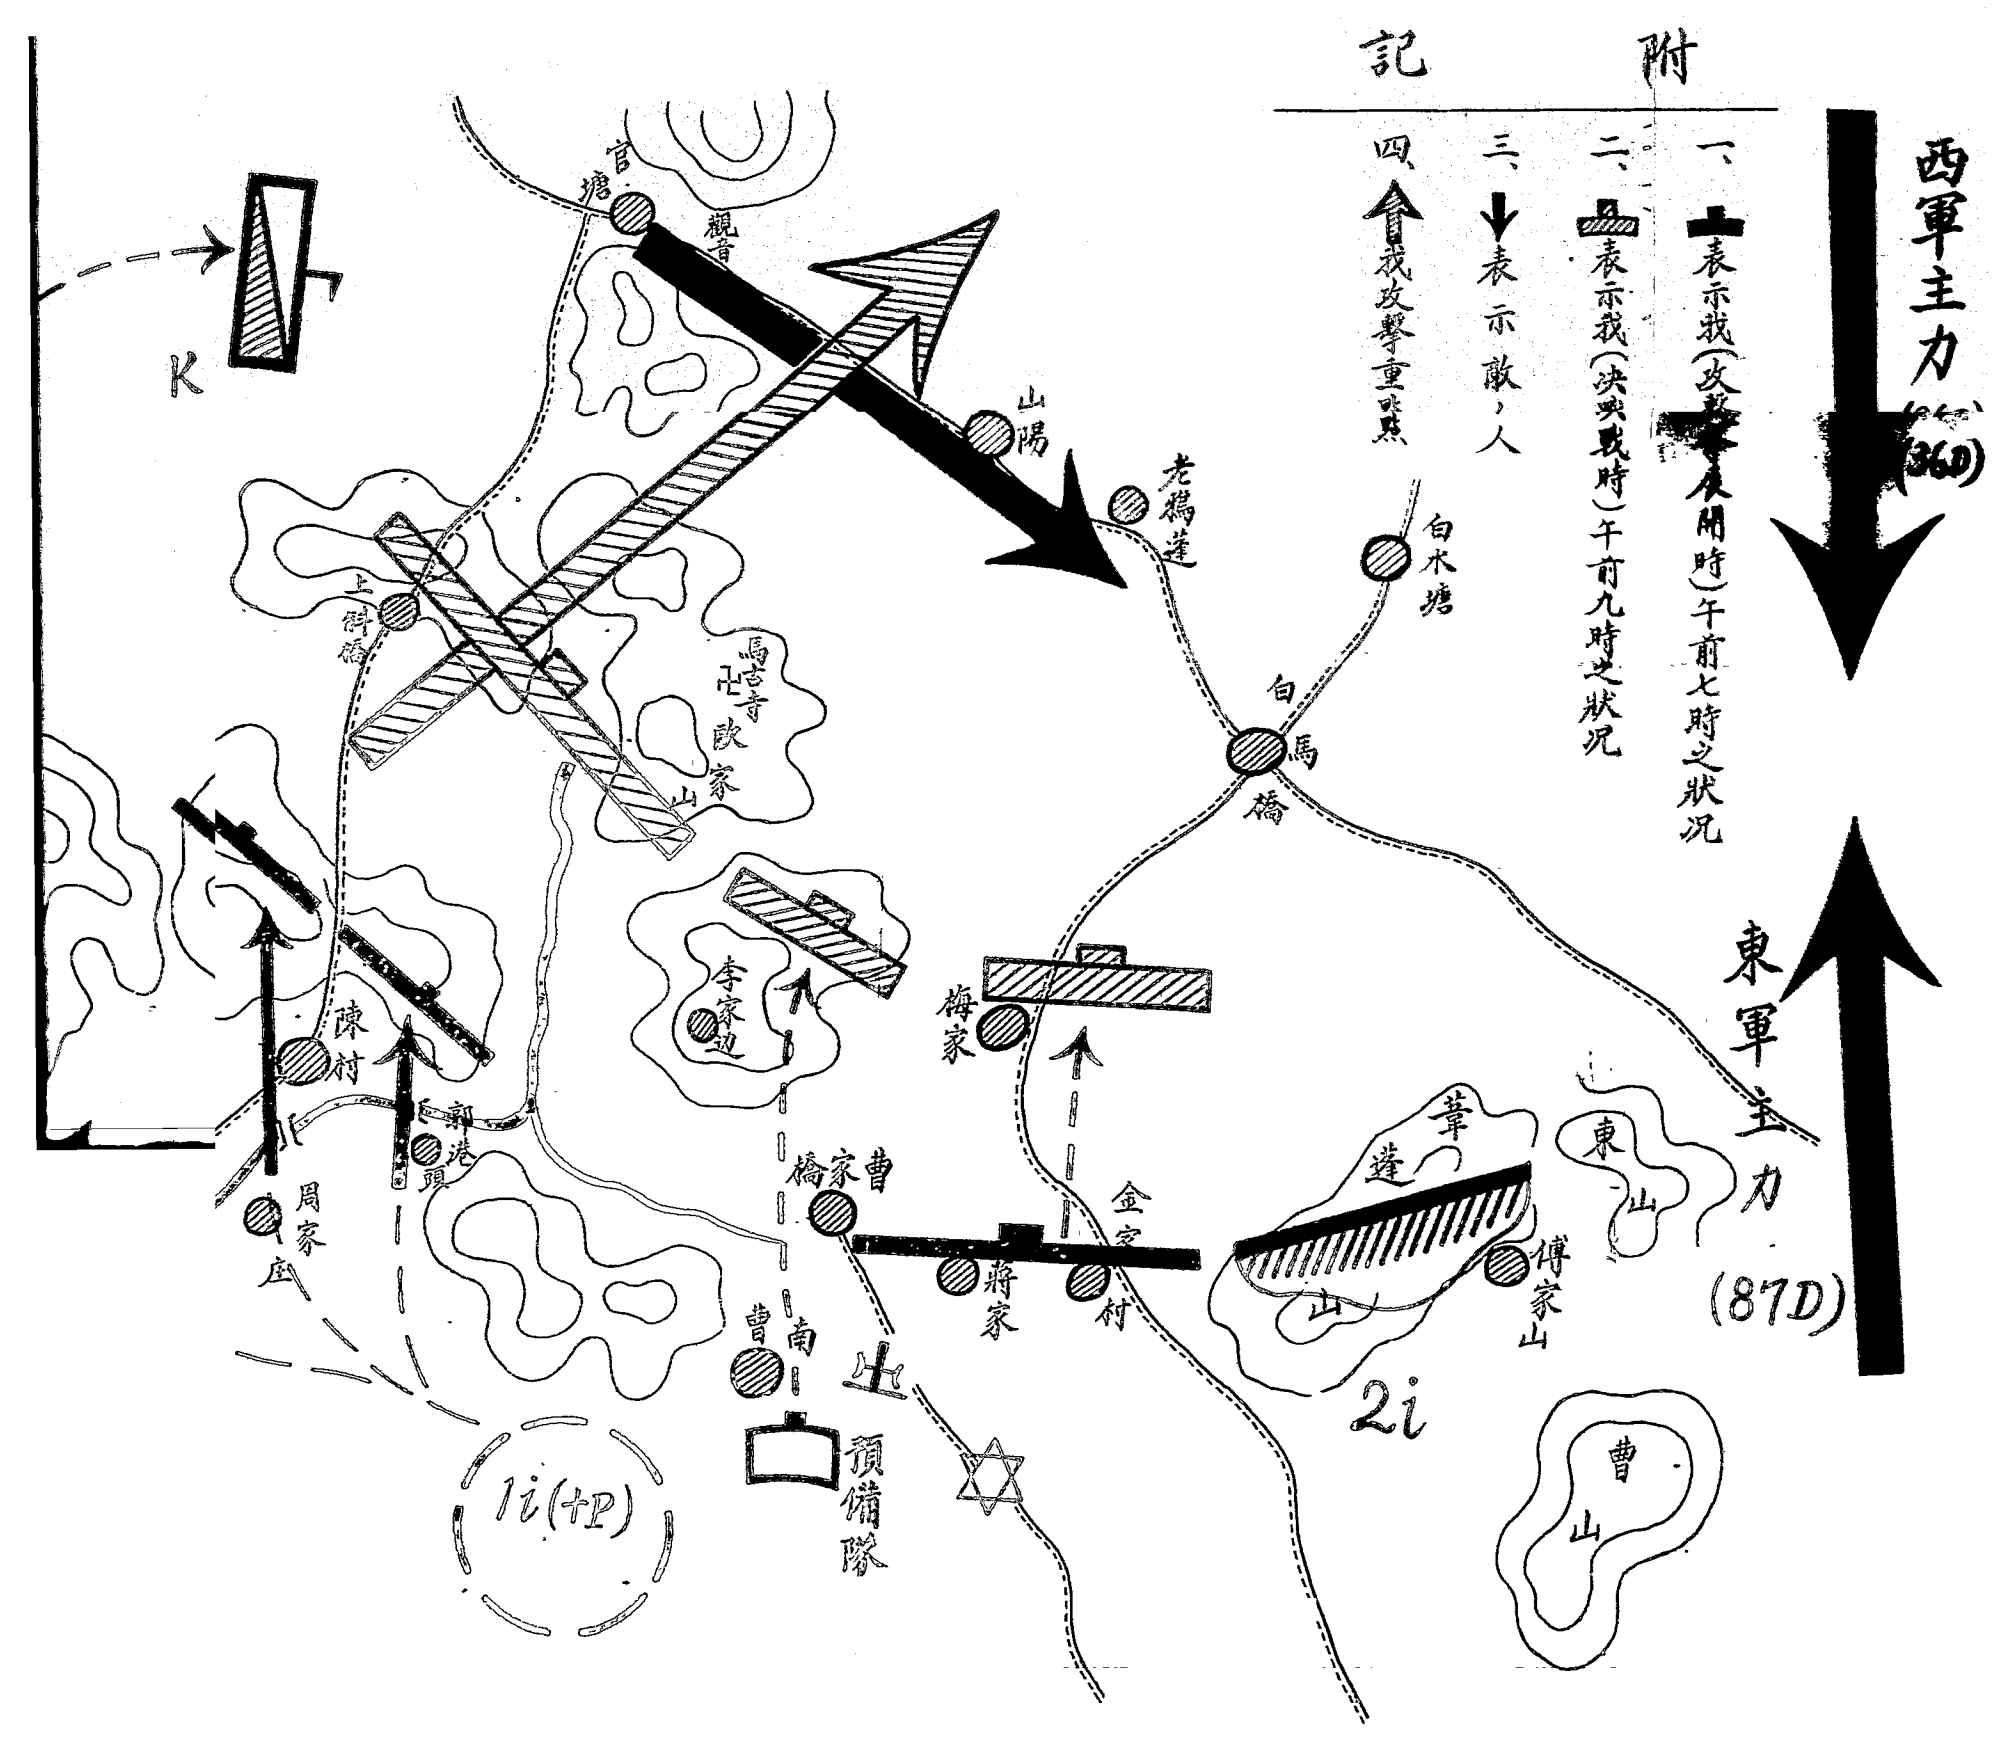 附記
一、表示我(攻擊展開時)午前七時之狀況
二、表示我(決戰時)午前九時之狀況
三、表示敵人
四、我攻擊重點
西軍主力
(36D)
東軍主力
(87D)
官塘
觀音
山陽
老鴉蓬
白水塘
白馬橋
K
上斜橋
馬古寺
卍
歐家山
李家边
梅家
陳村
郭港頭
周家庄
曹家橋
金家村
蔣家
葦蓬山
東山
傅家山
曹南
預備隊
1i(+P)
2i
曹山